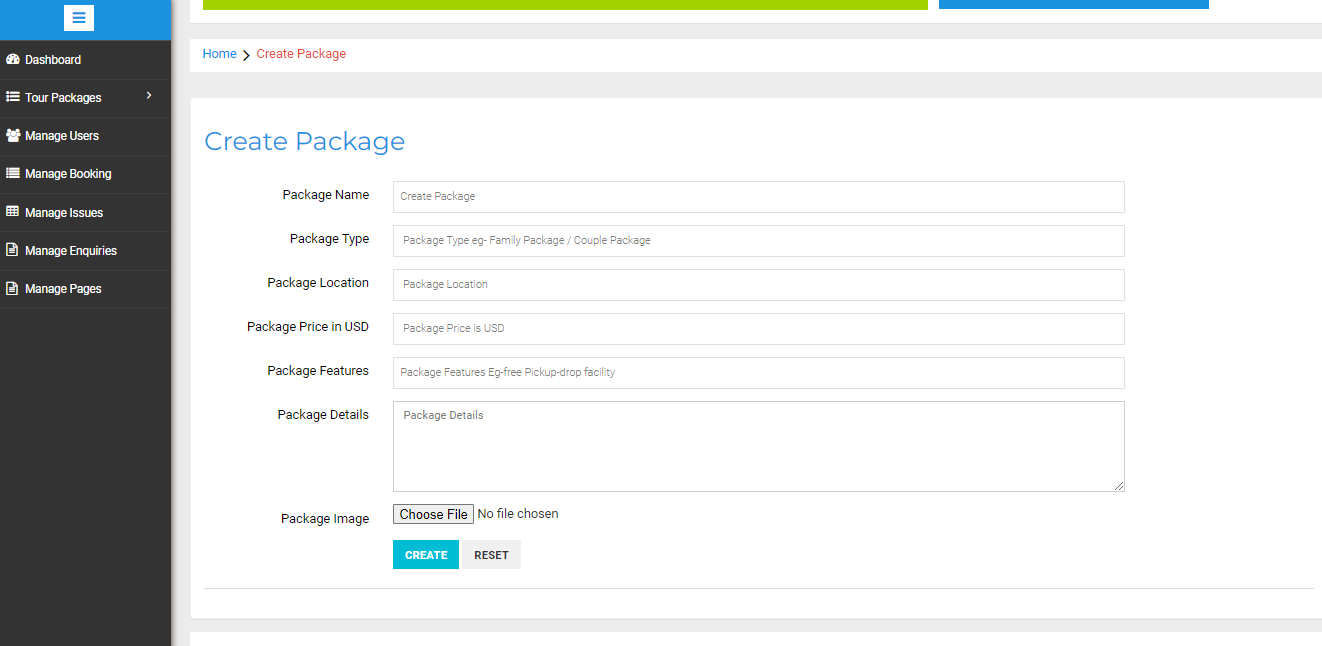 Home > Create Package
Dashboard
Tour Packages
Manage Users
Manage Booking
Manage Issues
Manage Enquiries
Manage Pages
Create Package
Package Name Create Package
Package Type Package Type eg- Family Package / Couple Package
Package Location Package Location
Package Price in USD Package Price is USD
Package Features Package Features Eg-free Pickup-drop facility
Package Details Package Details
Package Image Choose File No file chosen
CREATE RESET